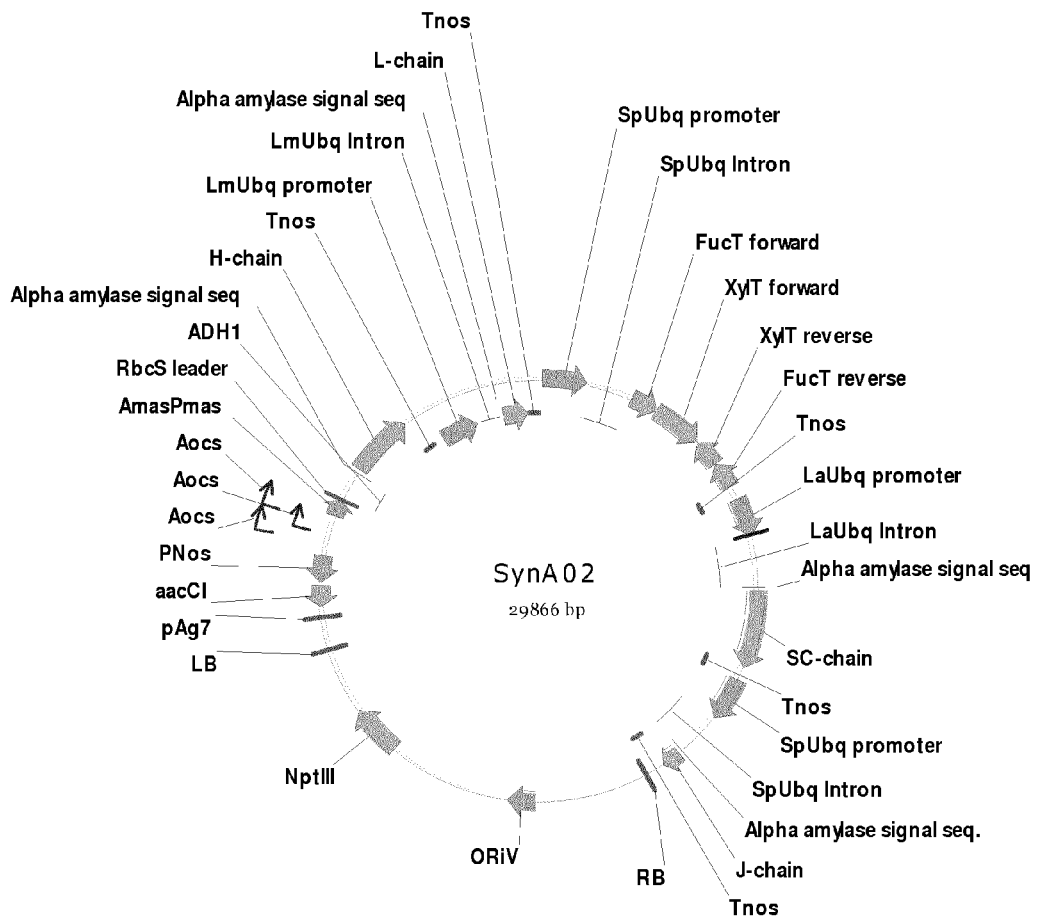 Tnos
L-chain
Alpha amylase signal seq
SpUbq promoter
LmUbq Intron
SpUbq Intron
LmUbq promoter
Tnos
FucT forward
H-chain
XylT forward
Alpha amylase signal seq
ADH1
XylT reverse
RbcS leader
FucT reverse
AmasPmas
Tnos
Aocs
LaUbq promoter
Aocs
Aocs
LaUbq Intron
PNos
SynA02
Alpha amylase signal seq
aacCI
29866 bp
pAg7
LB
SC-chain
Tnos
SpUbq promoter
NptIII
SpUbq Intron
Alpha amylase signal seq.
ORiV
J-chain
RB
Tnos